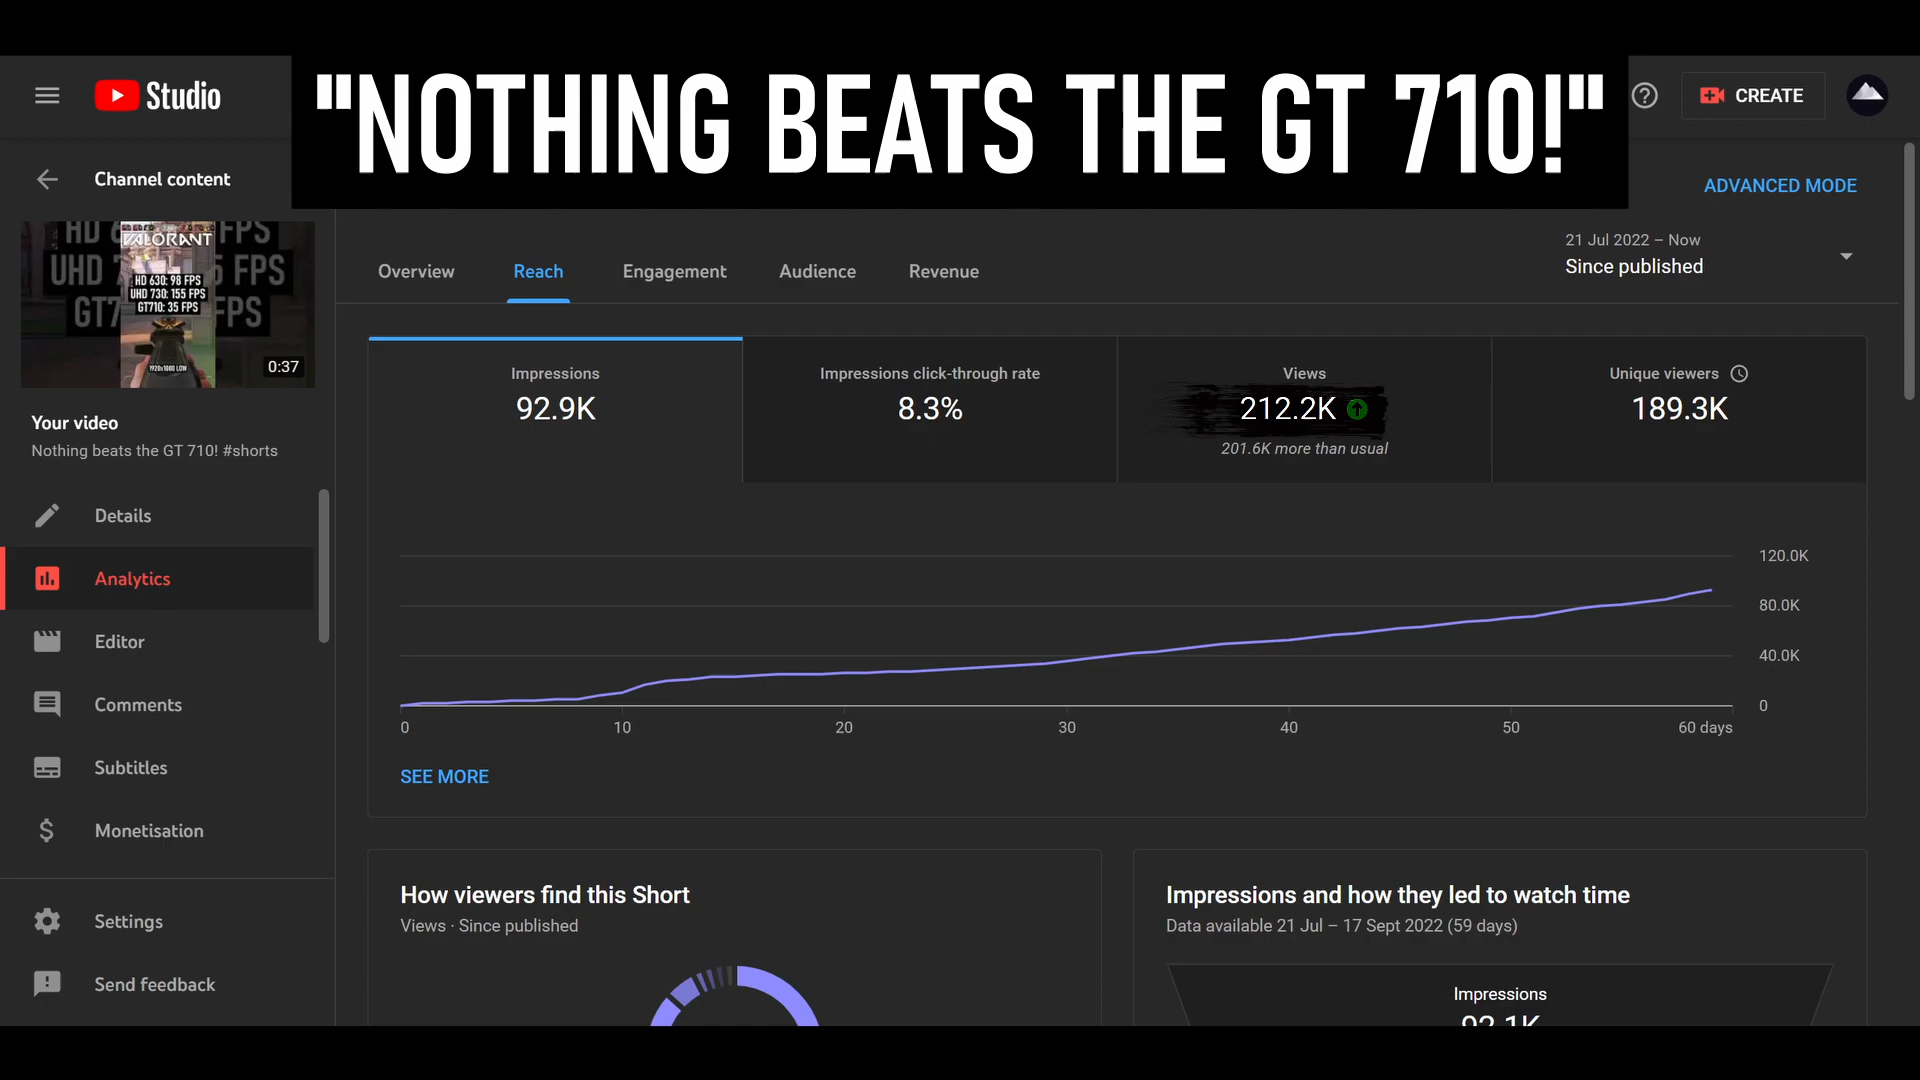 "NOTHING BEATS THE GT 710!"
Studio
CREATE
Channel content
ADVANCED MODE
21 Jul 2022 – Now
Since published
Overview
Reach
Engagement
Audience
Revenue
VALORANT
HD 630: 98 FPS
UHD 730: 155 FPS
GT710: 35 FPS
1920x1080 LOW
0:37
Your video
Nothing beats the GT 710! #shorts
Details
Analytics
Editor
Comments
Subtitles
Monetisation
Settings
Send feedback
Impressions
92.9K
Impressions click-through rate
8.3%
Views
212.2K
201.6K more than usual
Unique viewers
189.3K
120.0K
80.0K
40.0K
0
0 10 20 30 40 50 60 days
SEE MORE
How viewers find this Short
Views · Since published
Impressions and how they led to watch time
Data available 21 Jul – 17 Sept 2022 (59 days)
Impressions
92.1K